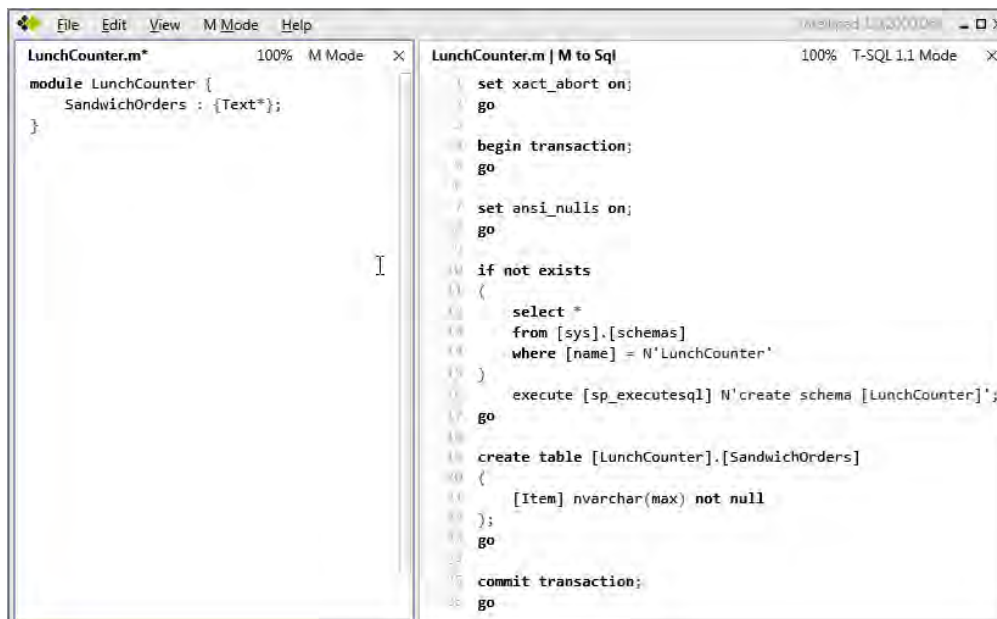 File Edit View M Mode Help
LunchCounter.m* 100% M Mode ×
module LunchCounter {
    SandwichOrders : {Text*};
}
LunchCounter.m | M to Sql 100% T-SQL 1.1 Mode ×
set xact_abort on;
go
begin transaction;
go
set ansi_nulls on;
go
if not exists
(
    select *
    from [sys].[schemas]
    where [name] = N'LunchCounter'
)
    execute [sp_executesql] N'create schema [LunchCounter]';
go
create table [LunchCounter].[SandwichOrders]
(
    [Item] nvarchar(max) not null
);
go
commit transaction;
go